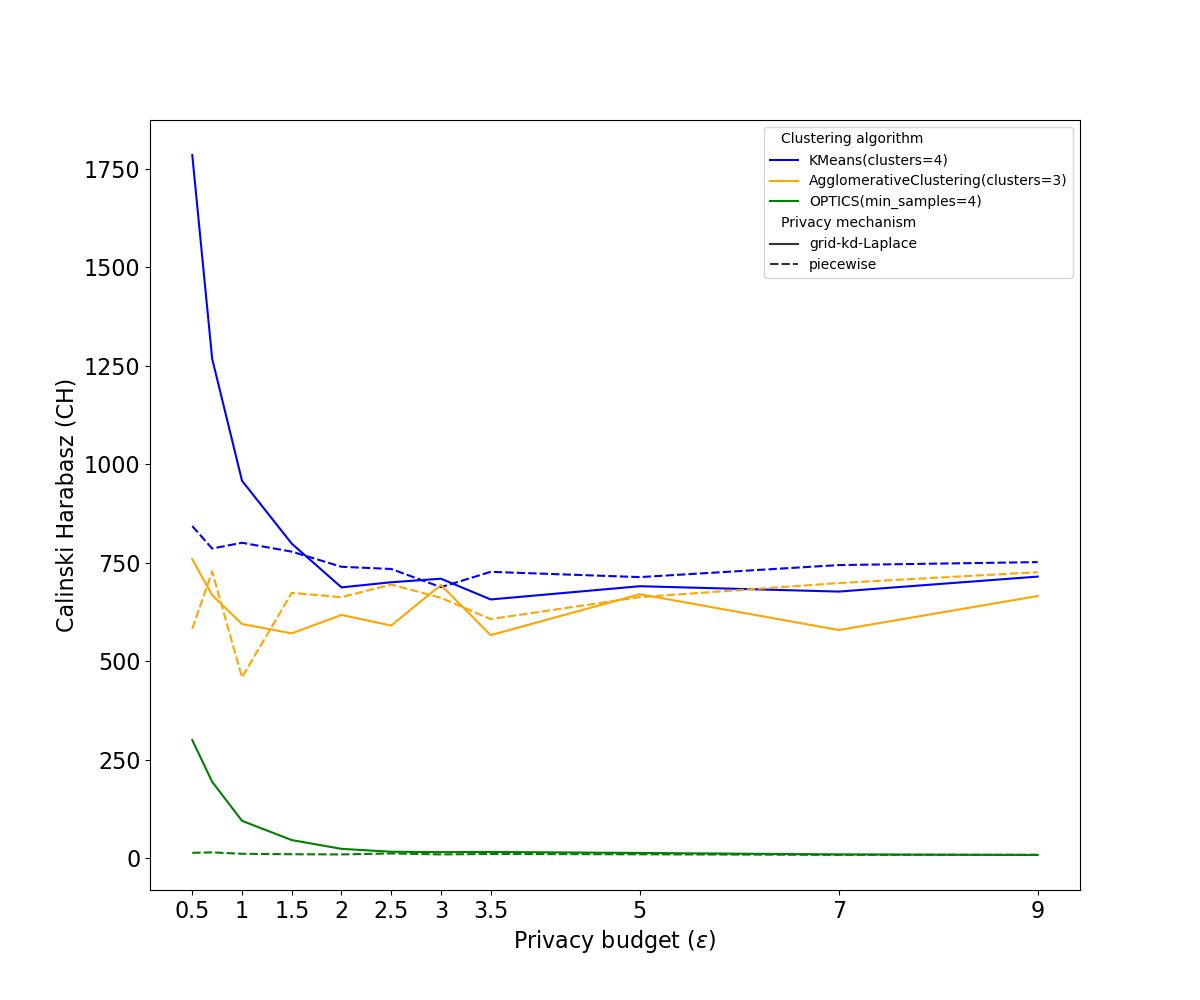 Clustering algorithm
KMeans(clusters=4)
AgglomerativeClustering(clusters=3)
OPTICS(min_samples=4)
Privacy mechanism
grid-kd-Laplace
piecewise
Calinski Harabasz (CH)
1750
1500
1250
1000
750
500
250
0
0.5 1 1.5 2 2.5 3 3.5 5 7 9
Privacy budget (ε)